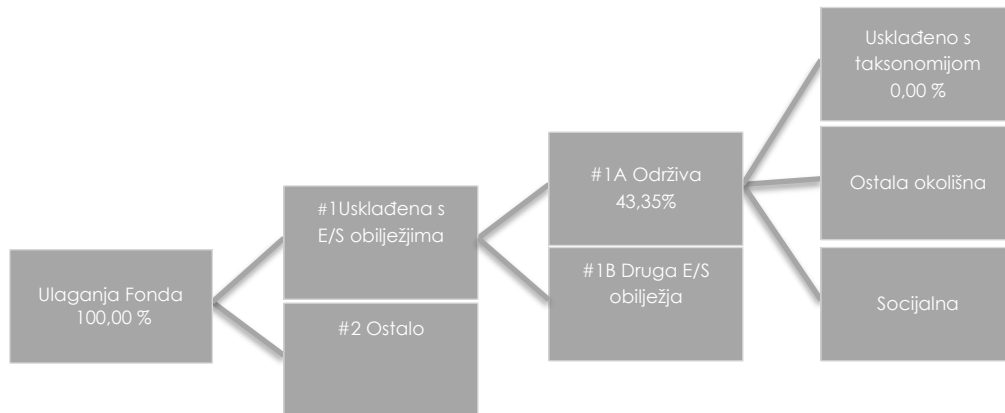 Ulaganja Fonda
100,00 %
#1Usklađena s
E/S obilježjima
#2 Ostalo
#1A Održiva
43,35%
#1B Druga E/S
obilježja
Usklađeno s
taksonomijom
0,00 %
Ostala okolišna
Socijalna